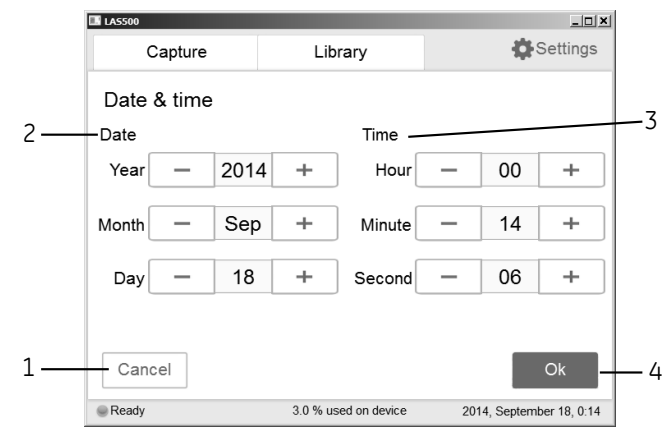 LAS500
Capture Library Settings
Date & time
2 Date Time 3
Year − 2014 + Hour − 00 +
Month − Sep + Minute − 14 +
Day − 18 + Second − 06 +
1 Cancel Ok 4
Ready 3.0 % used on device 2014, September 18, 0:14